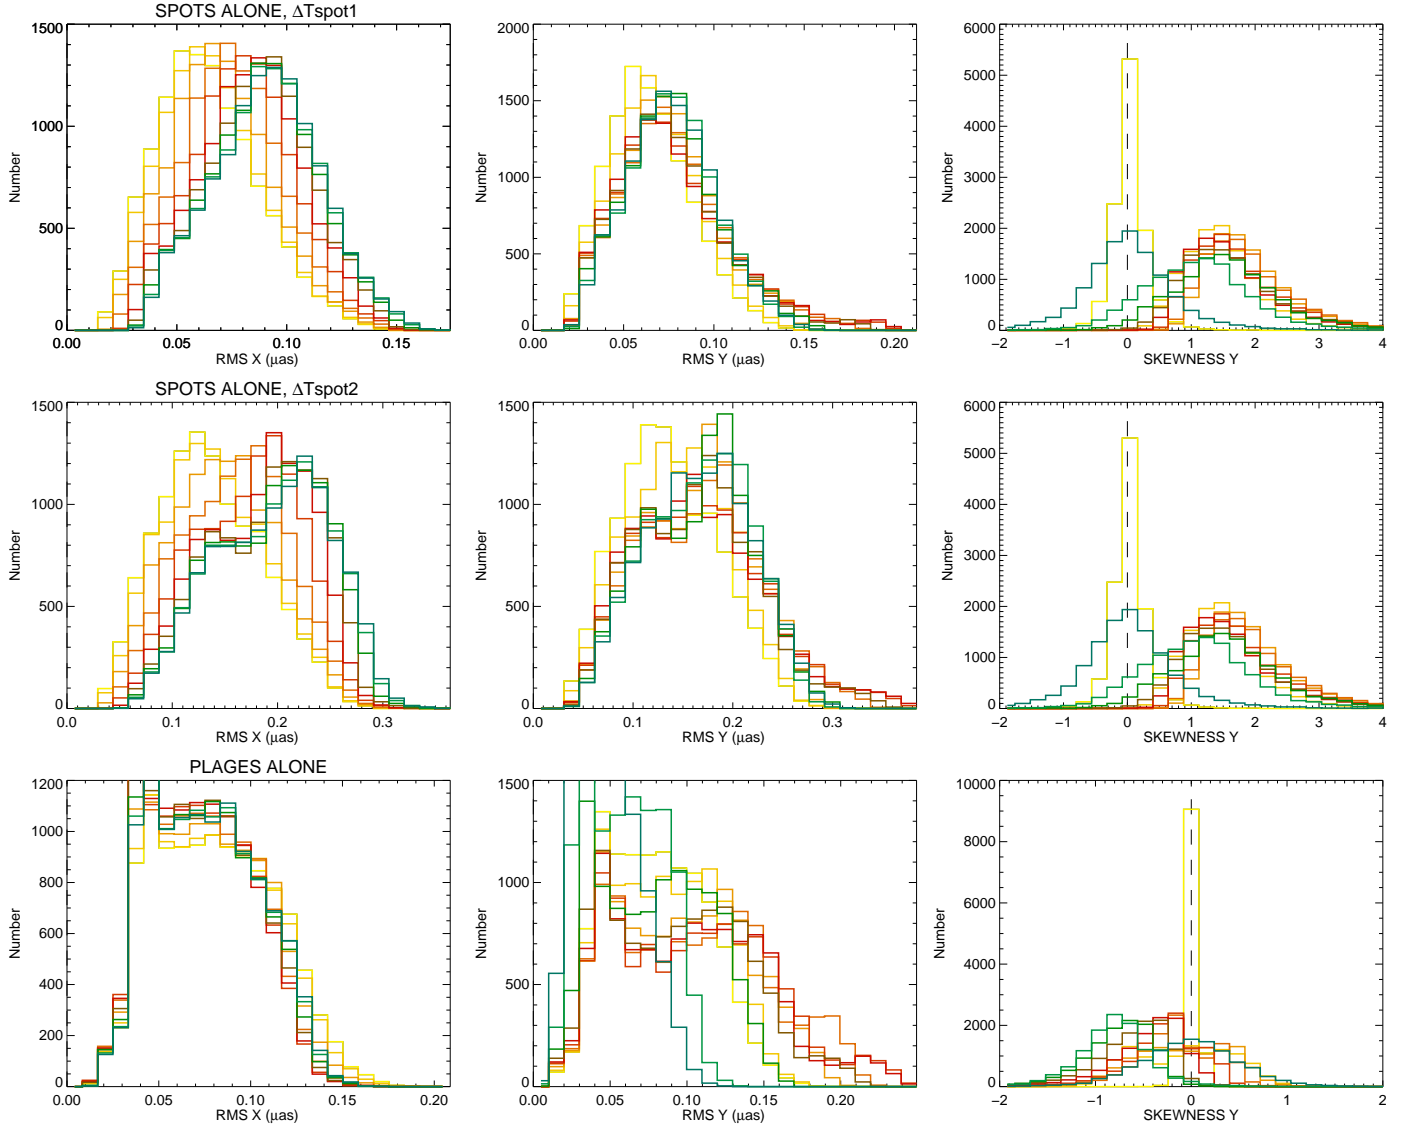 SPOTS ALONE, ΔTspot1
1500
1000
500
0
Number
0.00 0.05 0.10 0.15
RMS X (μas)
2000
1500
1000
500
0
Number
0.00 0.05 0.10 0.15 0.20
RMS Y (μas)
6000
5000
4000
3000
2000
1000
0
Number
−2 −1 0 1 2 3 4
SKEWNESS Y
SPOTS ALONE, ΔTspot2
1500
1000
500
0
Number
0.0 0.1 0.2 0.3
RMS X (μas)
1500
1000
500
0
Number
0.0 0.1 0.2 0.3
RMS Y (μas)
6000
5000
4000
3000
2000
1000
0
Number
−2 −1 0 1 2 3 4
SKEWNESS Y
PLAGES ALONE
1200
1000
800
600
400
200
0
Number
0.00 0.05 0.10 0.15 0.20
RMS X (μas)
1500
1000
500
0
Number
0.00 0.05 0.10 0.15 0.20
RMS Y (μas)
10000
8000
6000
4000
2000
0
Number
−2 −1 0 1 2
SKEWNESS Y